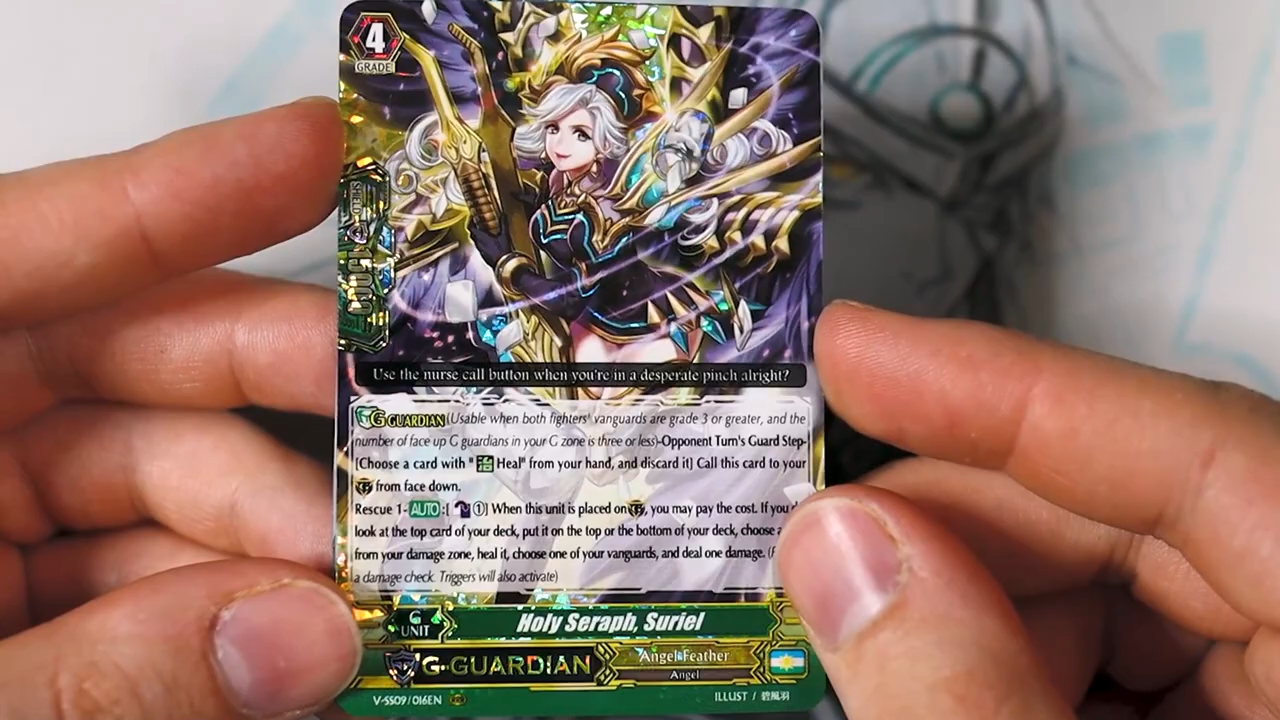 4
GRADE
SHIELD
Use the nurse call button when you're in a desperate pinch alright?
G GUARDIAN (Usable when both fighters' vanguards are grade 3 or greater, and the
number of face up G guardians in your G zone is three or less)-Opponent Turn's Guard Step-
[Choose a card with "治 Heal" from your hand, and discard it] Call this card to your
G from face down.
Rescue 1-AUTO:[ ①] When this unit is placed on G, you may pay the cost. If you
look at the top card of your deck, put it on the top or the bottom of your deck, choose
from your damage zone, heal it, choose one of your vanguards, and deal one damage.
a damage check. Triggers will also activate)
G
UNIT
Holy Seraph, Suriel
G-GUARDIAN
Angel Feather
Angel
V-SS09/016EN
ILLUST / 碧風羽